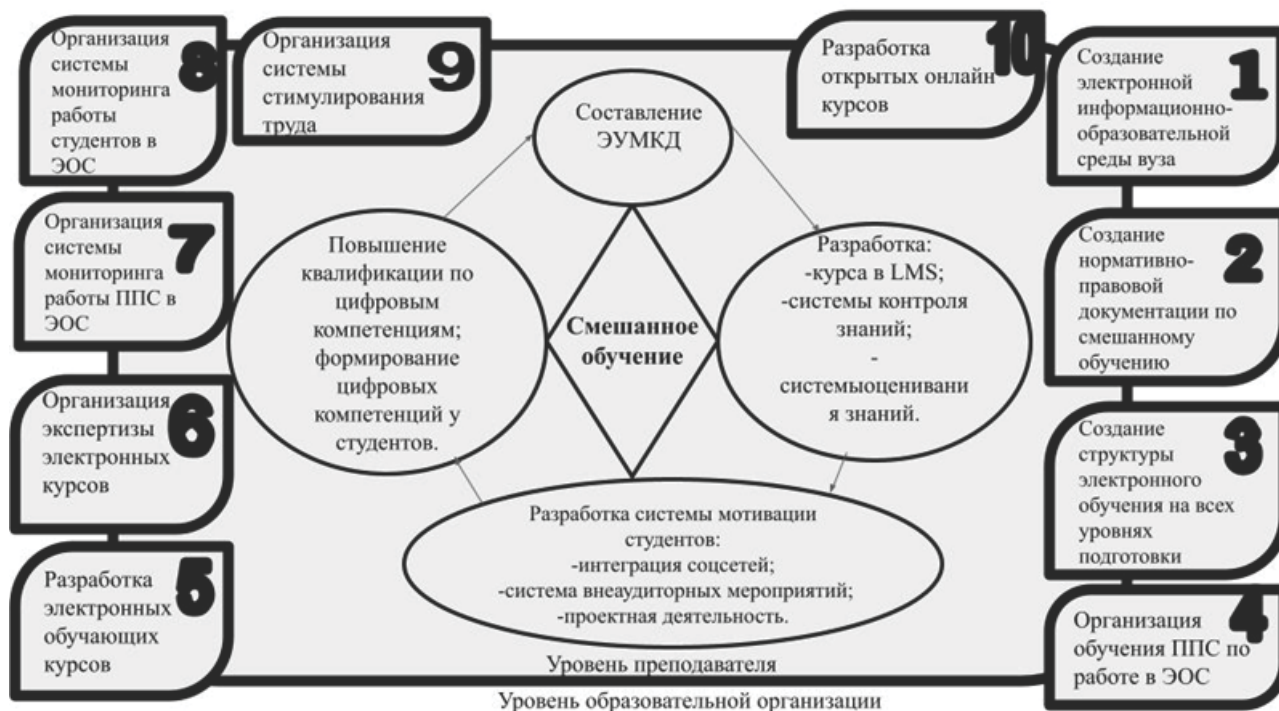 Организация
системы
мониторинга
работы
студентов в
ЭОС
8
Организация
системы
стимулирования
труда
9
Разработка
открытых онлайн
курсов
10
Создание
электронной
информационно-
образовательной
среды вуза
1
Составление
ЭУМКД
Организация
системы
мониторинга
работы ППС в
ЭОС
7
Повышение
квалификации по
цифровым
компетенциям;
формирование
цифровых
компетенций у
студентов.
Смешанное
обучение
Разработка:
-курса в LMS;
-системы контроля
знаний;
-
системыоценивани
я знаний.
Создание
нормативно-
правовой
документации по
смешанному
обучению
2
Организация
экспертизы
электронных
курсов
6
Создание
структуры
электронного
обучения на всех
уровнях
подготовки
3
Разработка системы мотивации
студентов:
-интеграция соцсетей;
-система внеаудиторных мероприятий;
-проектная деятельность.
Разработка
электронных
обучающих
курсов
5
Организация
обучения ППС по
работе в ЭОС
4
Уровень преподавателя
Уровень образовательной организации